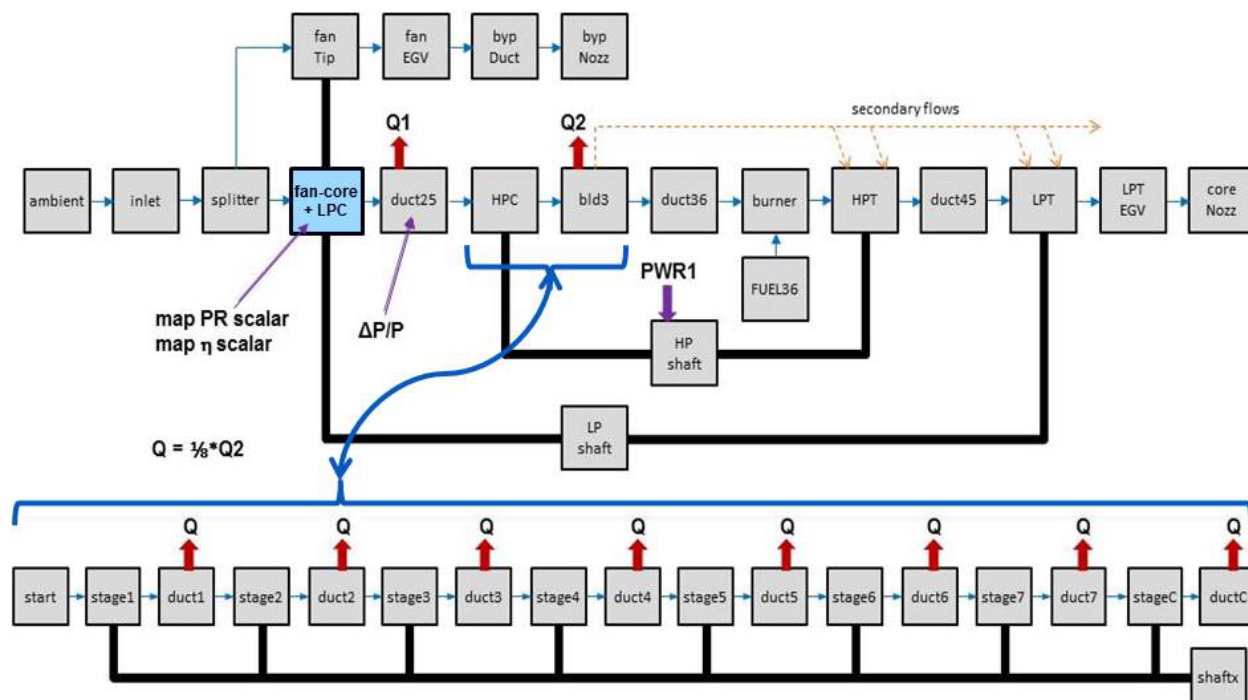 fan
Tip
fan
EGV
byp
Duct
byp
Nozz
Q1
Q2
secondary flows
ambient
inlet
splitter
fan-core
+ LPC
duct25
HPC
bld3
duct36
burner
HPT
duct45
LPT
LPT
EGV
core
Nozz
FUEL36
PWR1
map PR scalar
map η scalar
ΔP/P
HP
shaft
LP
shaft
Q = ⅛*Q2
Q
Q
Q
Q
Q
Q
Q
Q
start
stage1
duct1
stage2
duct2
stage3
duct3
stage4
duct4
stage5
duct5
stage6
duct6
stage7
duct7
stageC
ductC
shaftx